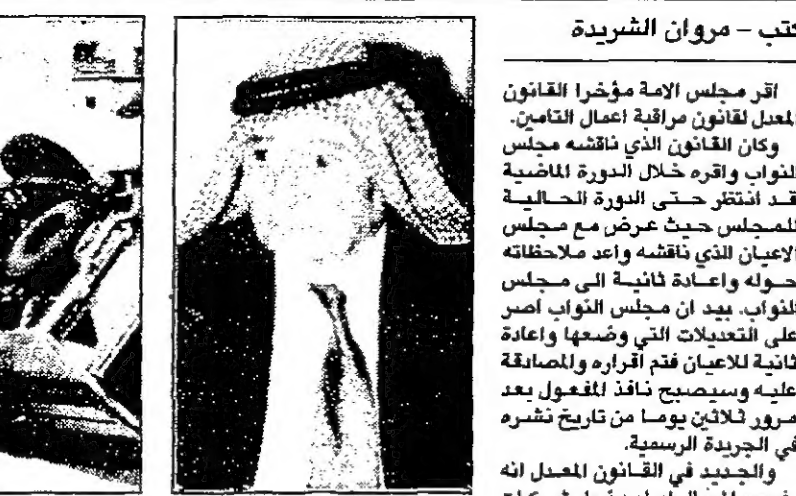 كتب – مروان الشريدة
اقر مجلس الامة مؤخرا القانون
المعدل لقانون مراقبة اعمال التامين.
وكان القانون الذي ناقشه مجلس
النواب واقره خلال الدورة الماضية
قد انتظر حتى الدورة الحالية
للمجلس حيث عرض مع مجلس
الاعيان الذي ناقشه واعد ملاحظاته
حوله واعادة ثانية الى مجلس
النواب. بيد ان مجلس النواب اصر
على التعديلات التي وضعها واعادة
ثانية للاعيان فتم اقراره والمصادقة
عليه وسيصبح نافذ المفعول بعد
مرور ثلاثين يوما من تاريخ نشره
في الجريدة الرسمية.
والجديد في القانون المعدل انه